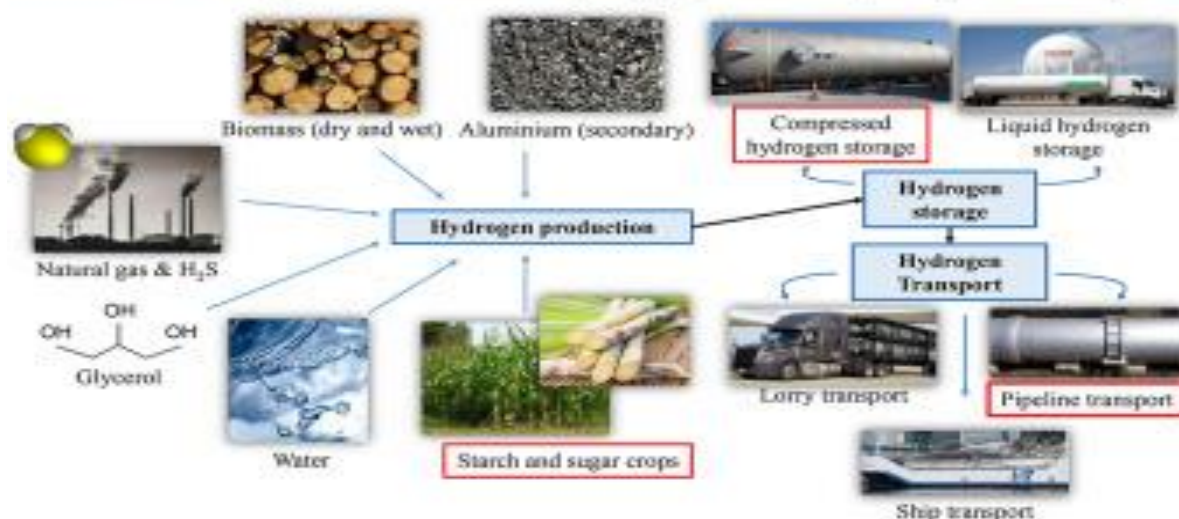 Biomass (dry and wet)
Aluminium (secondary)
Compressed
hydrogen storage
Liquid hydrogen
storage
Hydrogen
storage
Hydrogen production
Natural gas & H₂S
Hydrogen
Transport
OH
OH
OH
Glycerol
Lorry transport
Pipeline transport
Water
Starch and sugar crops
Ship transport